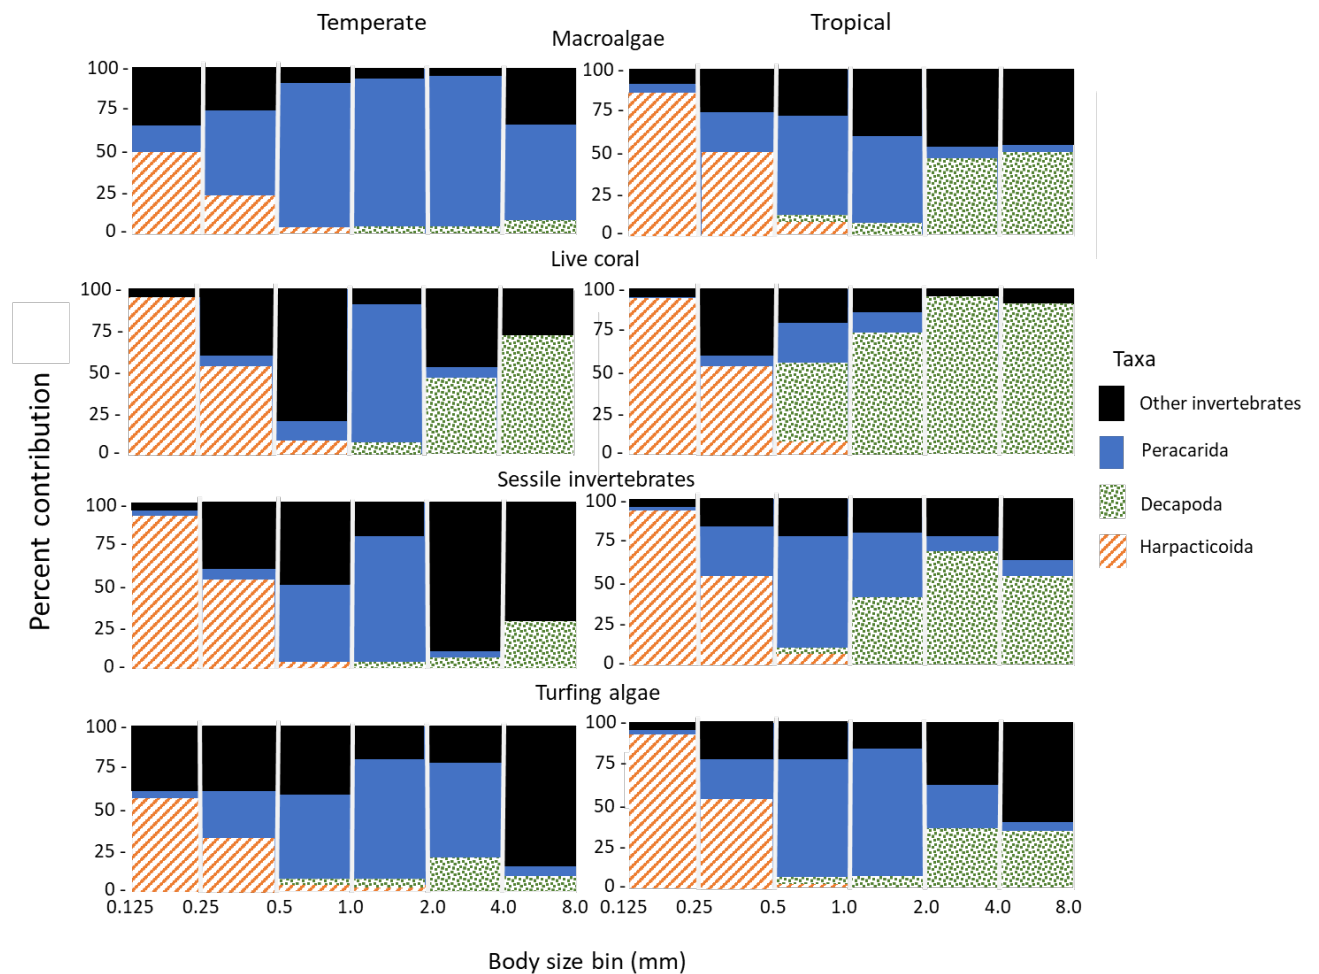 Temperate Tropical
Macroalgae
100 - 100 -
75 - 75 -
50 - 50 -
25 - 25 -
0 - 0 -
Live coral
100 - 100 -
75 - 75 -
50 - 50 -
25 - 25 -
0 - 0 -
Sessile invertebrates
100 - 100 -
75 - 75 -
50 - 50 -
25 - 25 -
0 - 0 -
Turfing algae
100 - 100 -
75 - 75 -
50 - 50 -
25 - 25 -
0 - 0 -
0.125 0.25 0.5 1.0 2.0 4.0 8.0 0.125 0.25 0.5 1.0 2.0 4.0 8.0
Body size bin (mm)
Percent contribution
Taxa
Other invertebrates
Peracarida
Decapoda
Harpacticoida